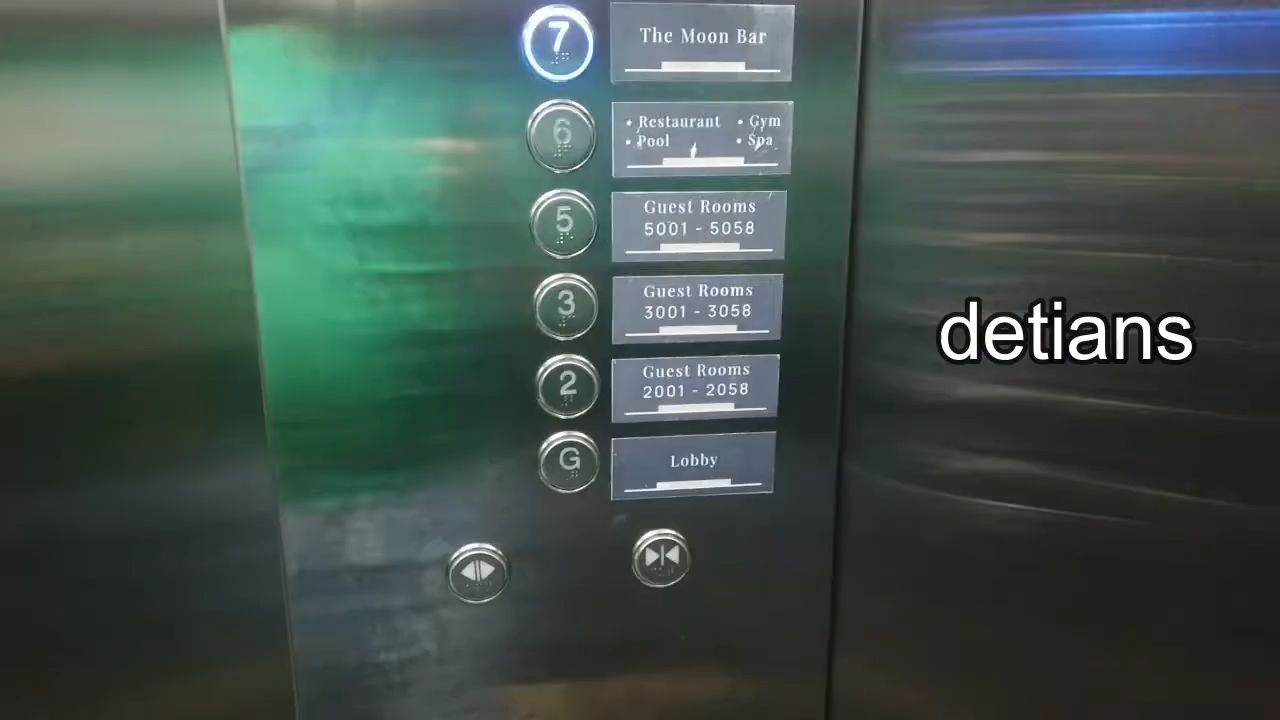 7
The Moon Bar
6
• Restaurant • Gym
• Pool • Spa
5
Guest Rooms
5001 - 5058
3
Guest Rooms
3001 - 3058
2
Guest Rooms
2001 - 2058
G
Lobby
detians